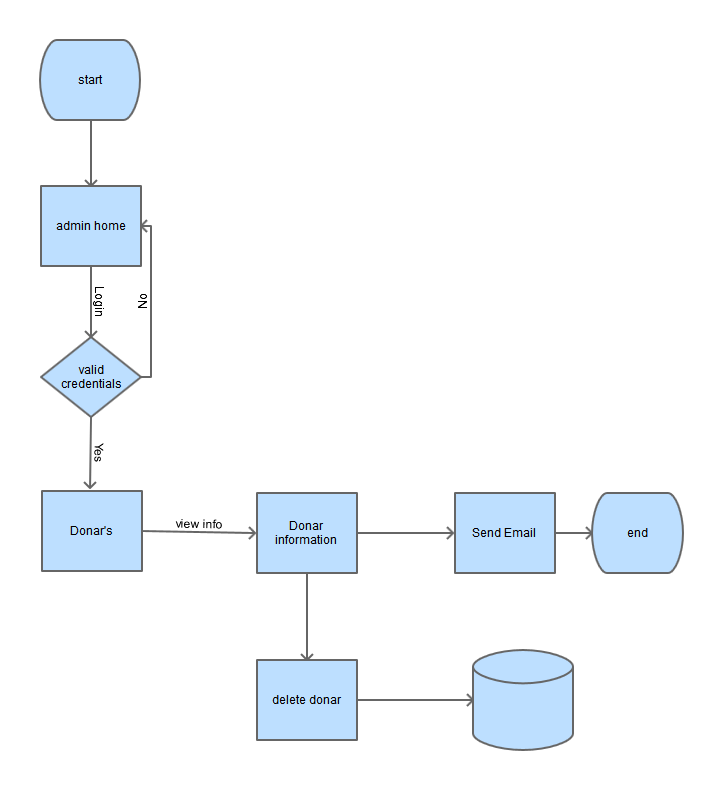 start
admin home
Login
No
valid
credentials
Yes
Donar's
view info
Donar
information
Send Email
end
delete donar